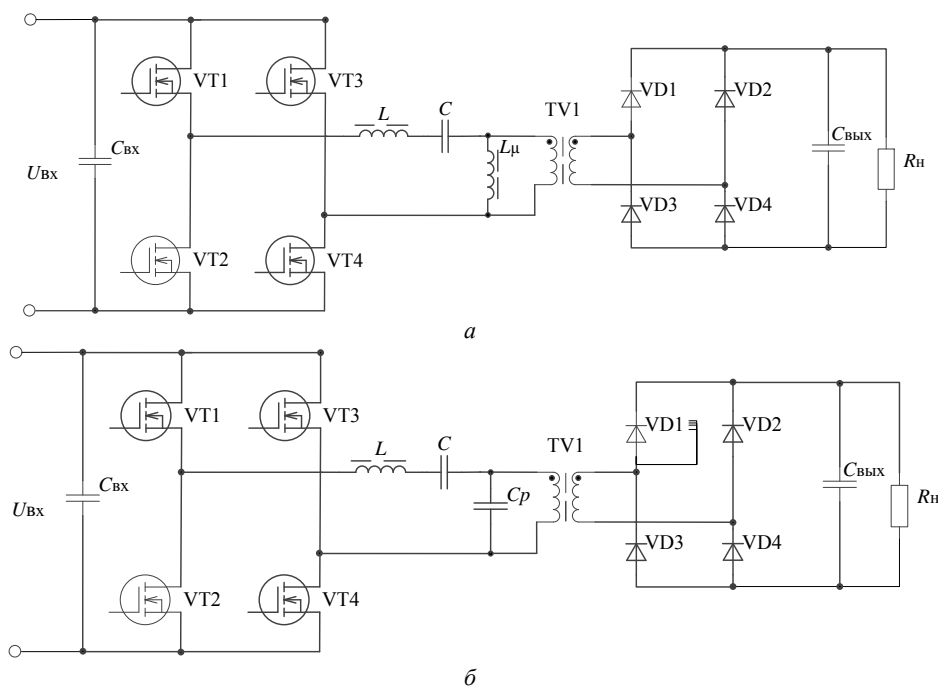 VT1
VT3
L
C
TV1
VD1
VD2
Cвх
Lμ
Cвых
Uвх
Rн
VD3
VD4
VT2
VT4
а
VT1
VT3
L
C
TV1
VD1
VD2
Cвх
Cp
Cвых
Uвх
Rн
VD3
VD4
VT2
VT4
б